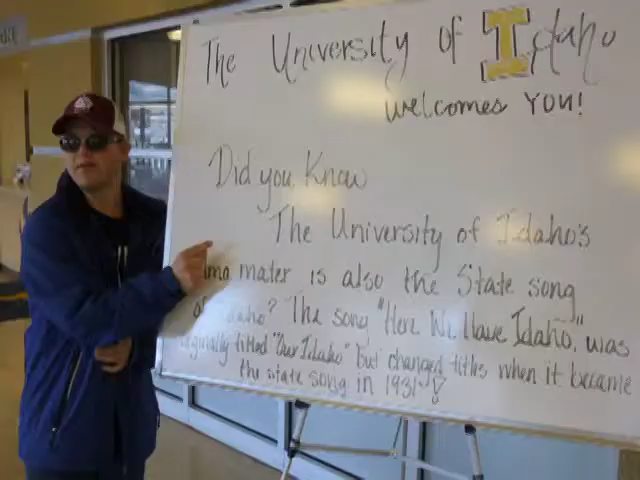 The University of Idaho
welcomes YOU!
Did you know
The University of Idaho's
alma mater is also the State song
of Idaho? The song "Here We Have Idaho," was
originally titled "Our Idaho" but changed titles when it became
the state song in 1931!